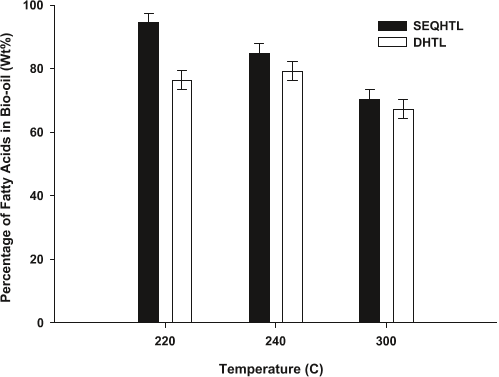 100
80
60
40
20
0
Percentage of Fatty Acids in Bio-oil (Wt%)
SEQHTL
DHTL
220 240 300
Temperature (C)